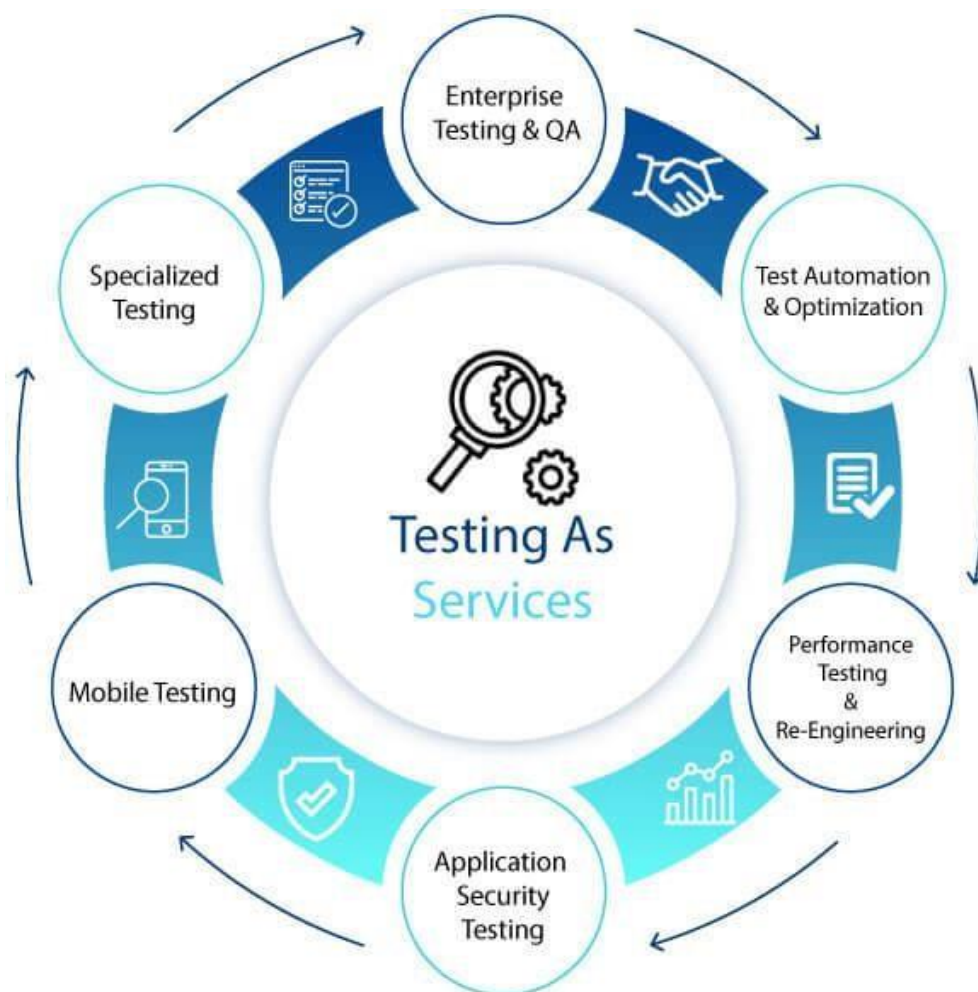 Enterprise
Testing & QA
Test Automation
& Optimization
Performance
Testing
&
Re-Engineering
Application
Security
Testing
Mobile Testing
Specialized
Testing
Testing As
Services